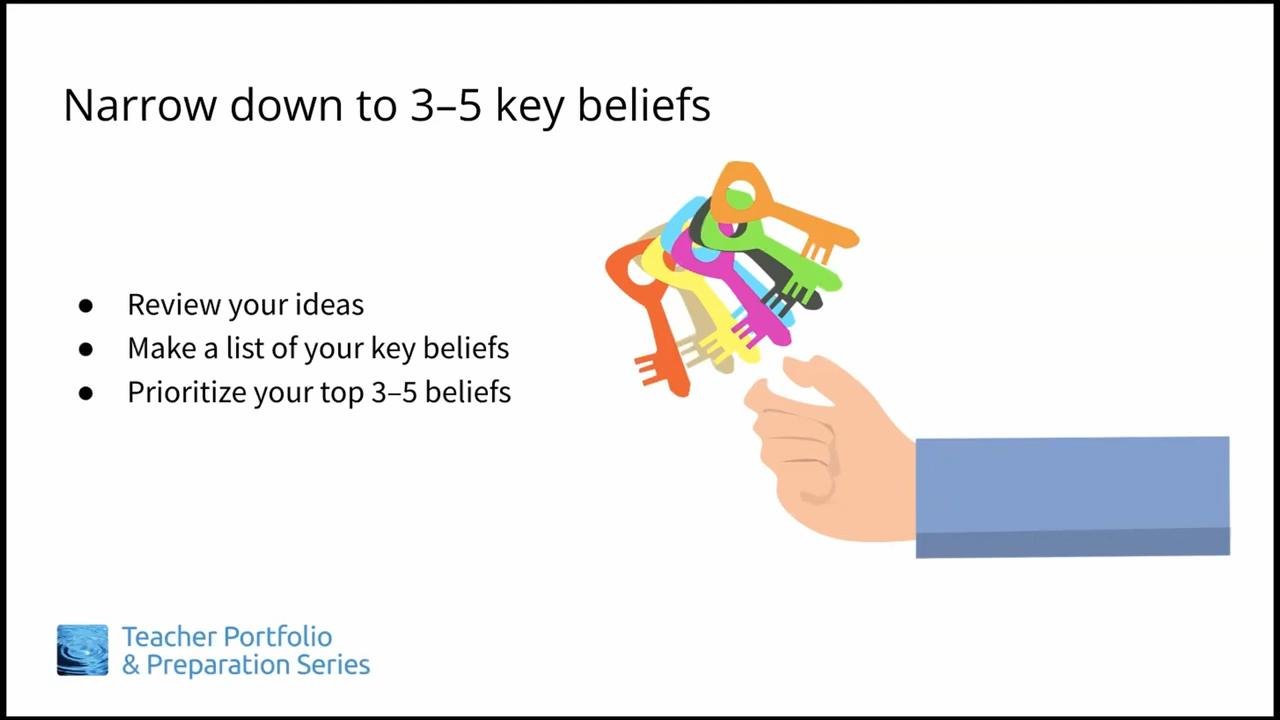 Narrow down to 3–5 key beliefs
● Review your ideas
● Make a list of your key beliefs
● Prioritize your top 3–5 beliefs
Teacher Portfolio
& Preparation Series